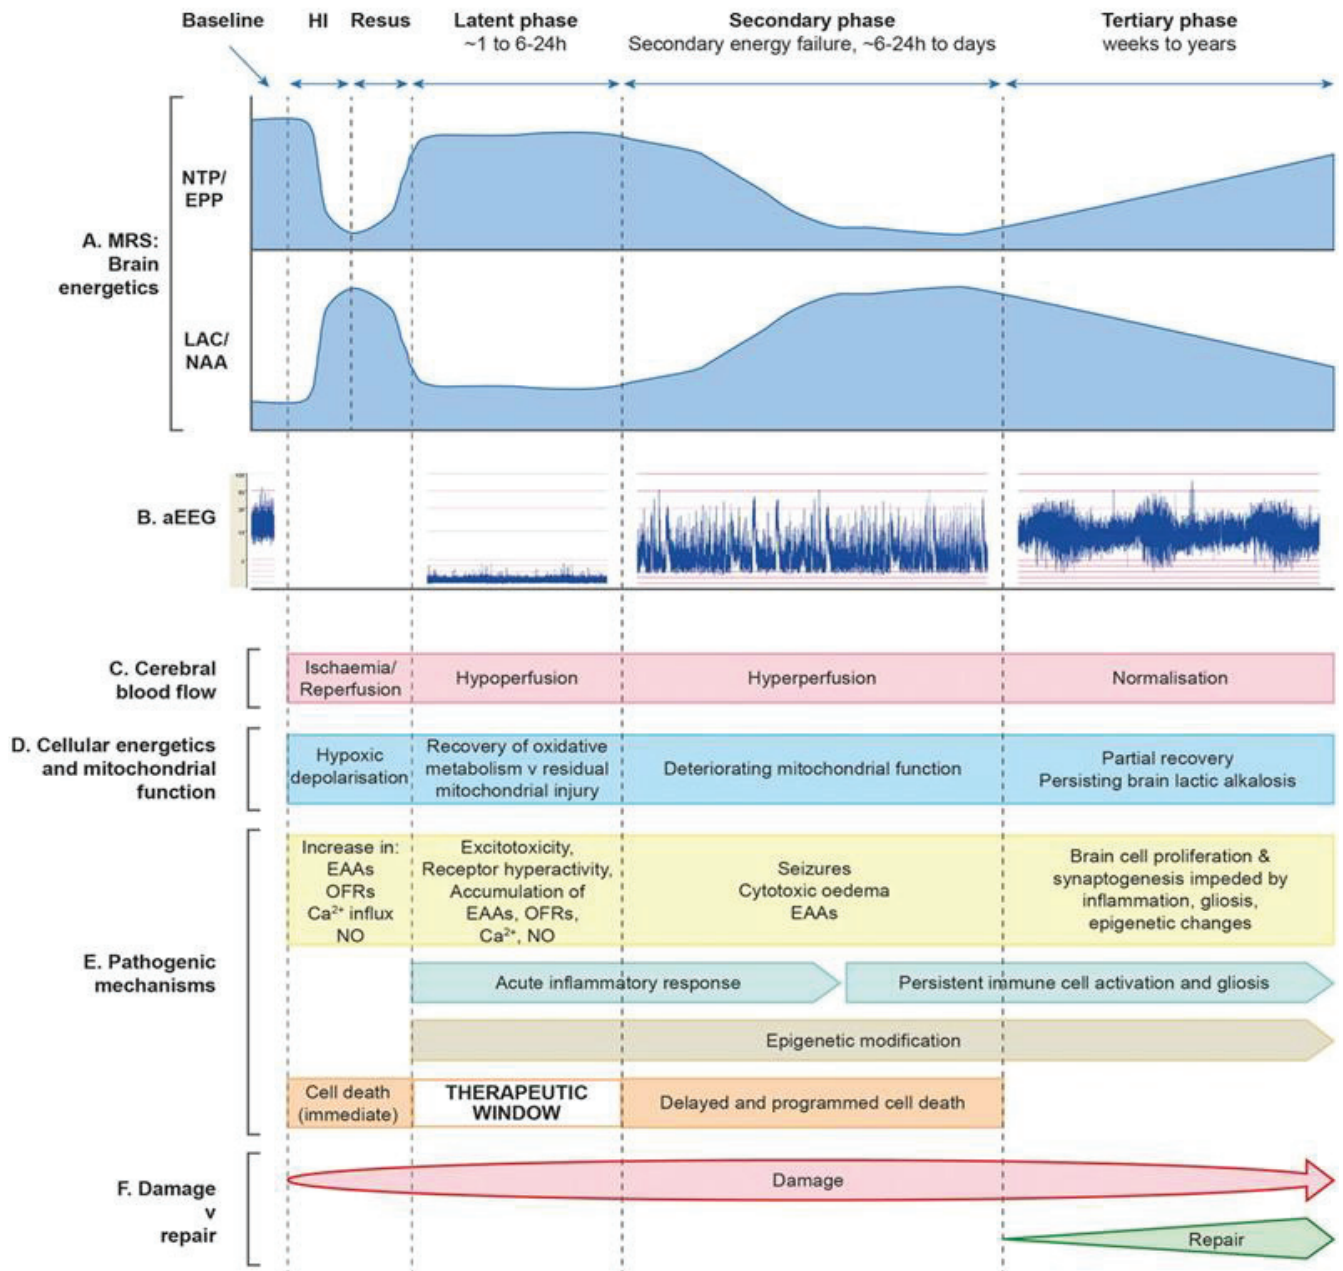 Baseline
HI
Resus
Latent phase
~1 to 6-24h
Secondary phase
Secondary energy failure, ~6-24h to days
Tertiary phase
weeks to years
A. MRS:
Brain
energetics
NTP/
EPP
LAC/
NAA
B. aEEG
C. Cerebral
blood flow
Ischaemia/
Reperfusion
Hypoperfusion
Hyperperfusion
Normalisation
D. Cellular energetics
and mitochondrial
function
Hypoxic
depolarisation
Recovery of oxidative
metabolism v residual
mitochondrial injury
Deteriorating mitochondrial function
Partial recovery
Persisting brain lactic alkalosis
E. Pathogenic
mechanisms
Increase in:
EAAs
OFRs
Ca²⁺ influx
NO
Excitotoxicity,
Receptor hyperactivity,
Accumulation of
EAAs, OFRs,
Ca²⁺, NO
Seizures
Cytotoxic oedema
EAAs
Brain cell proliferation &
synaptogenesis impeded by
inflammation, gliosis,
epigenetic changes
Acute inflammatory response
Persistent immune cell activation and gliosis
Epigenetic modification
Cell death
(immediate)
THERAPEUTIC
WINDOW
Delayed and programmed cell death
F. Damage
v
repair
Damage
Repair